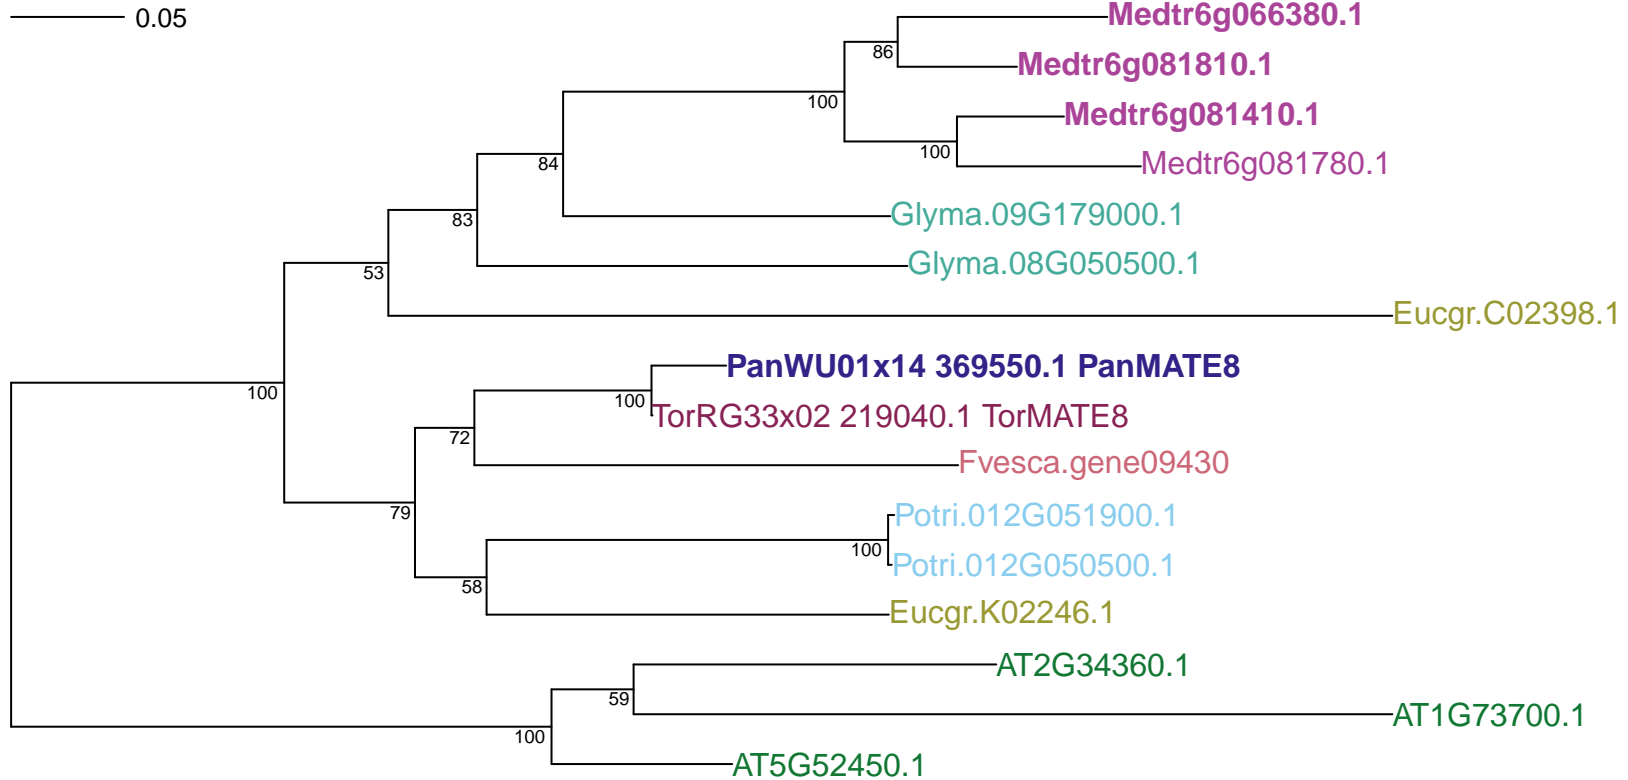 0.05
Medtr6g066380.1
86
Medtr6g081810.1
100
Medtr6g081410.1
100
Medtr6g081780.1
84
Glyma.09G179000.1
83
Glyma.08G050500.1
53
Eucgr.C02398.1
PanWU01x14 369550.1 PanMATE8
100
100
TorRG33x02 219040.1 TorMATE8
72
Fvesca.gene09430
79
Potri.012G051900.1
100
Potri.012G050500.1
58
Eucgr.K02246.1
AT2G34360.1
59
AT1G73700.1
100
AT5G52450.1